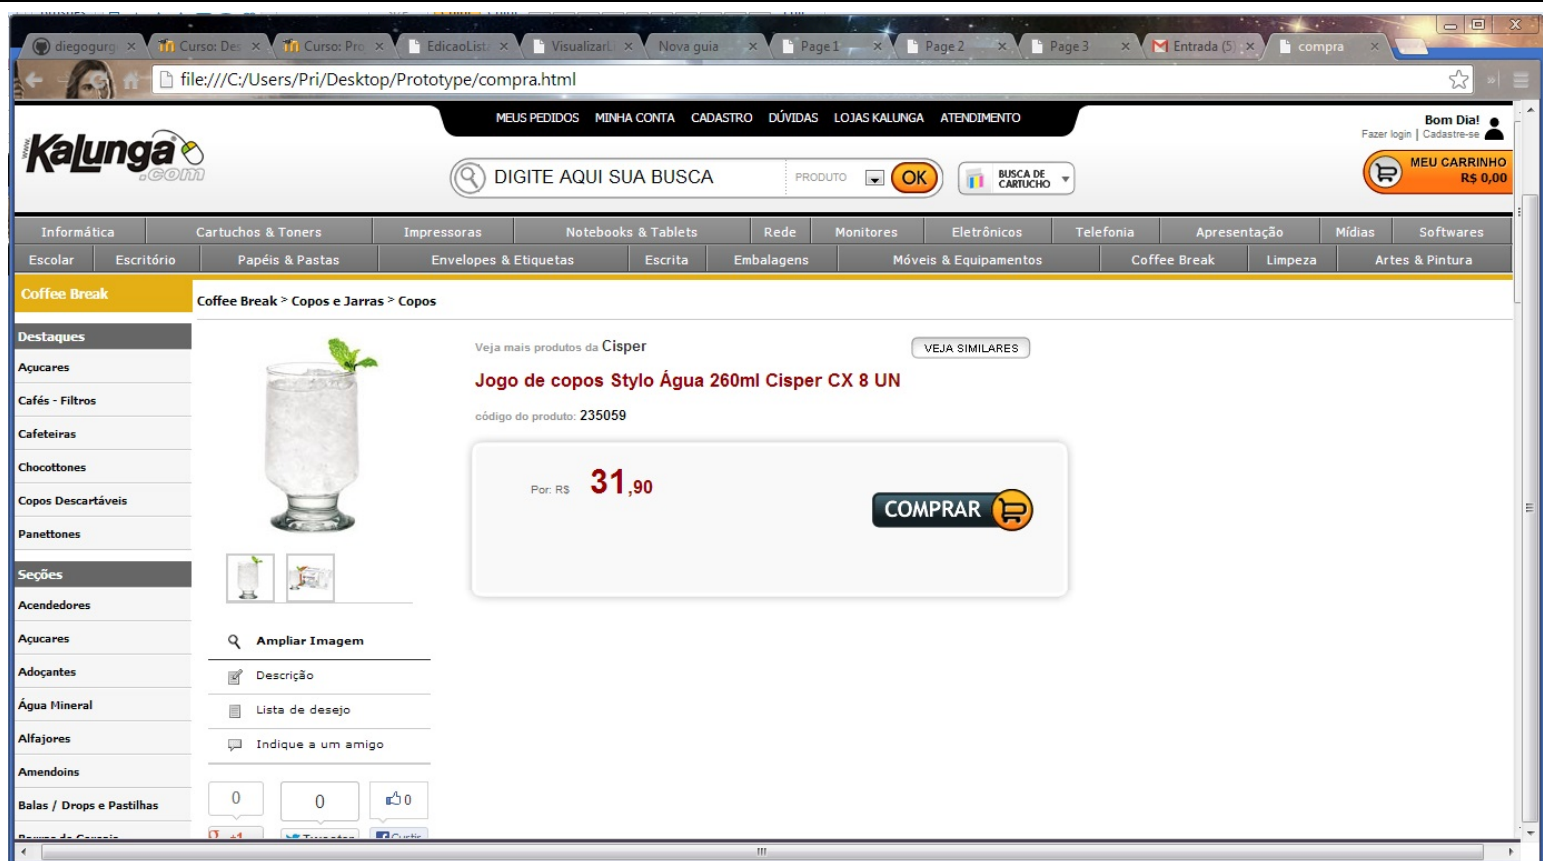 diegogurg
Curso: Des
Curso: Pro
EdicaoList
Visualizar
Nova guia
Page 1
Page 2
Page 3
Entrada (5)
compra
file:///C:/Users/Pri/Desktop/Prototype/compra.html
MEUS PEDIDOS MINHA CONTA CADASTRO DÚVIDAS LOJAS KALUNGA ATENDIMENTO
Bom Dia!
Fazer login | Cadastre-se
www.Kalunga.com
DIGITE AQUI SUA BUSCA
PRODUTO
OK
BUSCA DE
CARTUCHO
MEU CARRINHO
R$ 0,00
Informática Cartuchos & Toners Impressoras Notebooks & Tablets Rede Monitores Eletrônicos Telefonia Apresentação Mídias Softwares
Escolar Escritório Papéis & Pastas Envelopes & Etiquetas Escrita Embalagens Móveis & Equipamentos Coffee Break Limpeza Artes & Pintura
Coffee Break
Coffee Break > Copos e Jarras > Copos
Destaques
Açucares
Cafés - Filtros
Cafeteiras
Chocottones
Copos Descartáveis
Panettones
Seções
Acendedores
Açucares
Adoçantes
Água Mineral
Alfajores
Amendoins
Balas / Drops e Pastilhas
Veja mais produtos da Cisper
VEJA SIMILARES
Jogo de copos Stylo Água 260ml Cisper CX 8 UN
código do produto: 235059
Por: R$ 31,90
COMPRAR
Ampliar Imagem
Descrição
Lista de desejo
Indique a um amigo
0
0
0
+1
Tweetar
Curtir